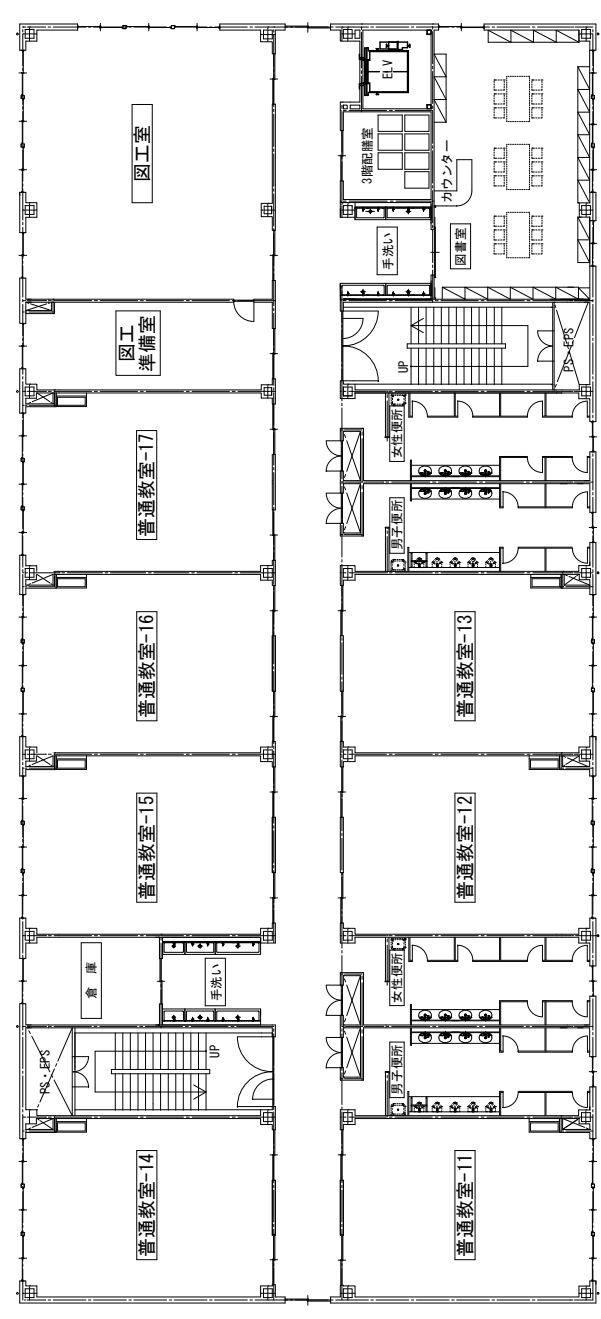 図工室
ELV
3階配膳室
カウンター
手洗い
図書室
図工
準備室
UP
PS・EPS
普通教室-17
女性便所
男子便所
普通教室-16
普通教室-13
普通教室-15
普通教室-12
倉 庫
手洗い
女性便所
PS・EPS
UP
男子便所
普通教室-14
普通教室-11